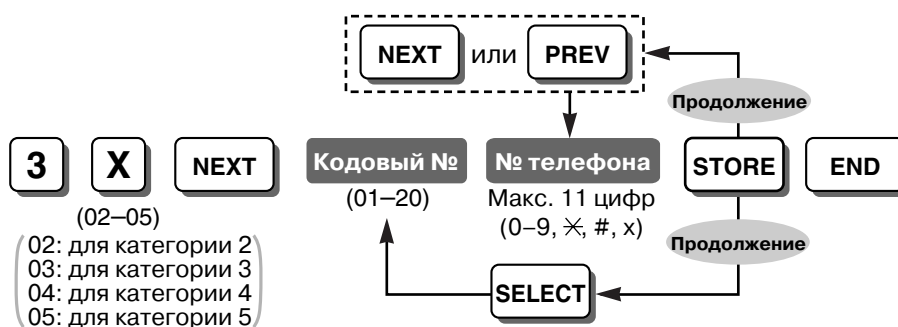 NEXT или PREV
Продолжение
3 X NEXT Кодовый № № телефона STORE END
(01–20) Макс. 11 цифр
(02–05) (0–9, ✳, #, x)
Продолжение
02: для категории 2
03: для категории 3
04: для категории 4
05: для категории 5
SELECT